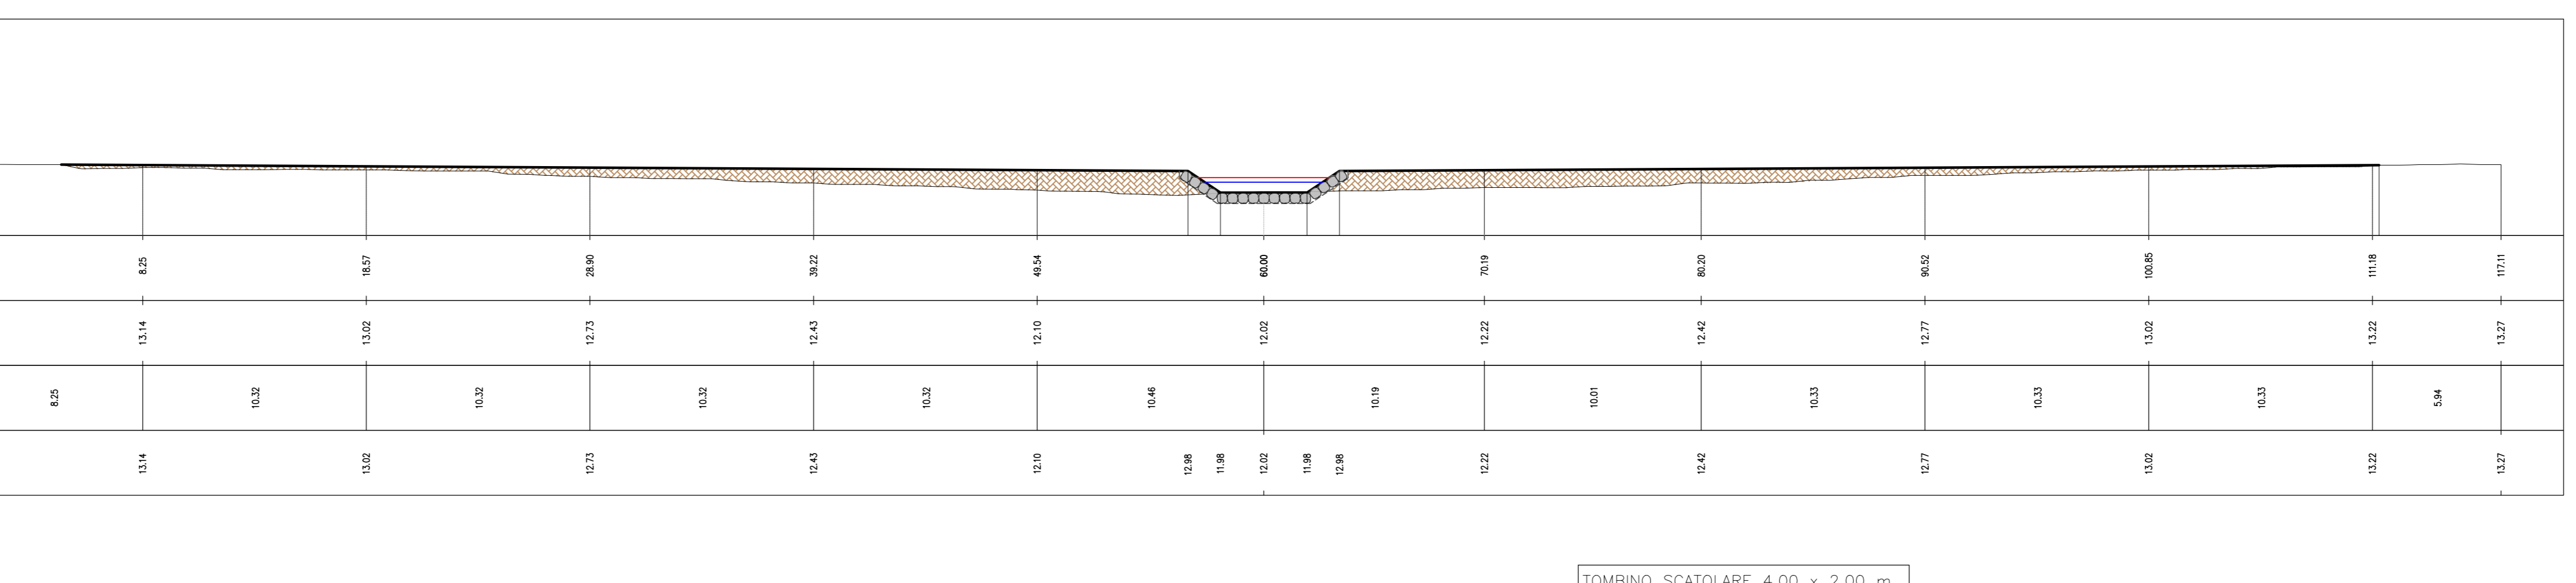 8.25 18.57 28.90 39.22 49.54 60.00 70.19 80.20 90.52 100.85 111.18 117.11
13.14 13.02 12.73 12.43 12.10 12.02 12.22 12.42 12.77 13.02 13.22 13.27
8.25 10.32 10.32 10.32 10.32 10.46 10.19 10.01 10.33 10.33 10.33 5.94
13.14 13.02 12.73 12.43 12.10 12.98 11.98 12.02 11.98 12.98 12.22 12.42 12.77 13.02 13.22 13.27
TOMBINO SCATOLARE 4.00 x 2.00 m